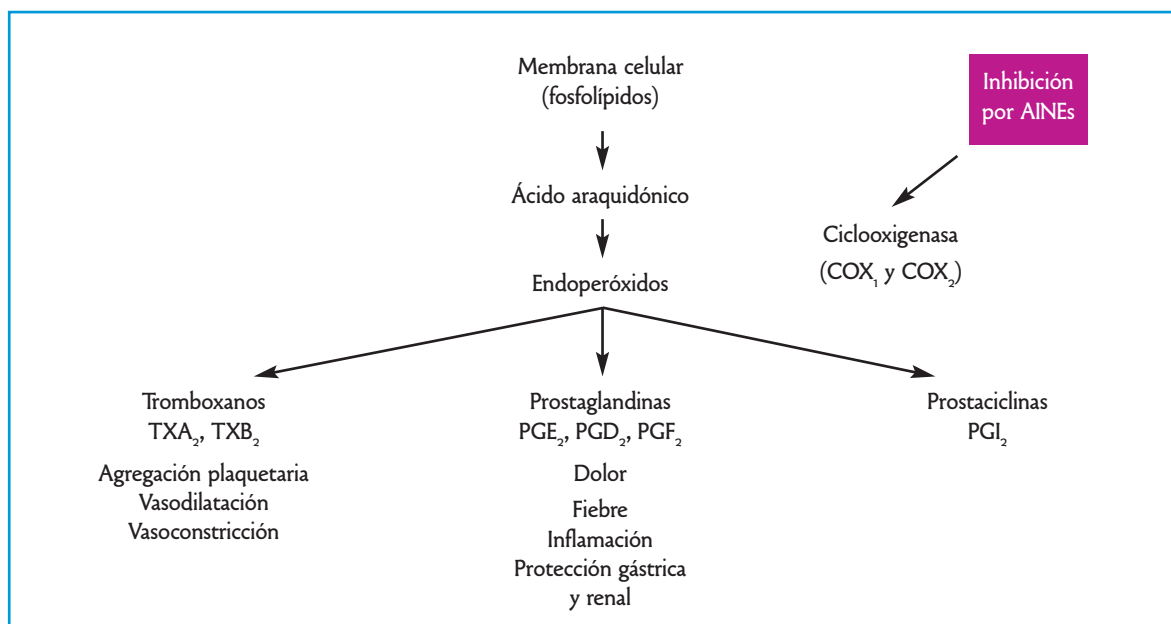 Membrana celular
(fosfolípidos)
Inhibición
por AINEs
Ácido araquidónico
Ciclooxigenasa
(COX₁ y COX₂)
Endoperóxidos
Tromboxanos
TXA₂, TXB₂
Agregación plaquetaria
Vasodilatación
Vasoconstricción
Prostaglandinas
PGE₂, PGD₂, PGF₂
Dolor
Fiebre
Inflamación
Protección gástrica
y renal
Prostaciclinas
PGI₂